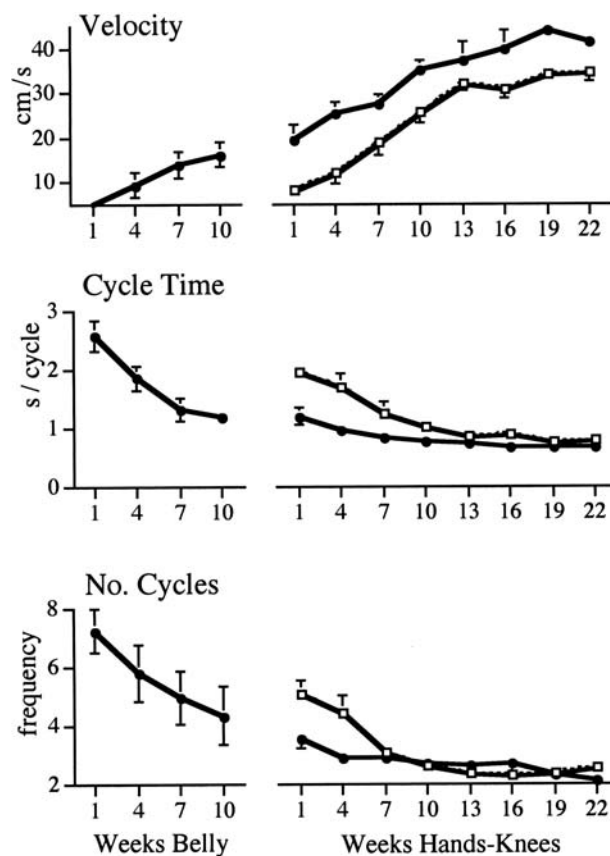 Velocity
cm/s
40
30
20
10
1 4 7 10
1 4 7 10 13 16 19 22
Cycle Time
s / cycle
3
2
1
0
1 4 7 10
1 4 7 10 13 16 19 22
No. Cycles
frequency
8
6
4
2
1 4 7 10
1 4 7 10 13 16 19 22
Weeks Belly
Weeks Hands-Knees